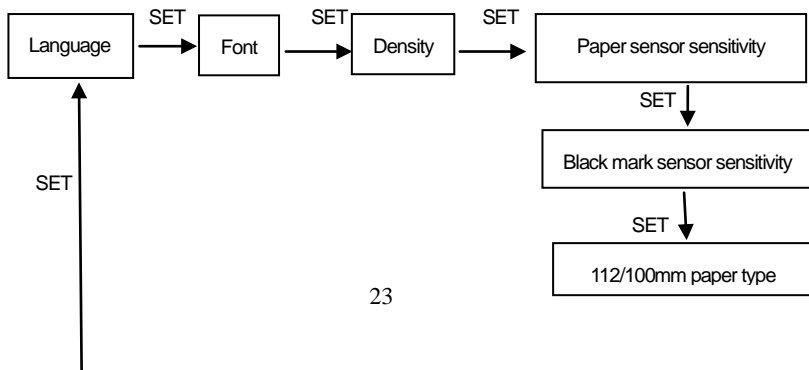 SET SET SET
Language Font Density Paper sensor sensitivity
SET
Black mark sensor sensitivity
SET
SET
112/100mm paper type
23